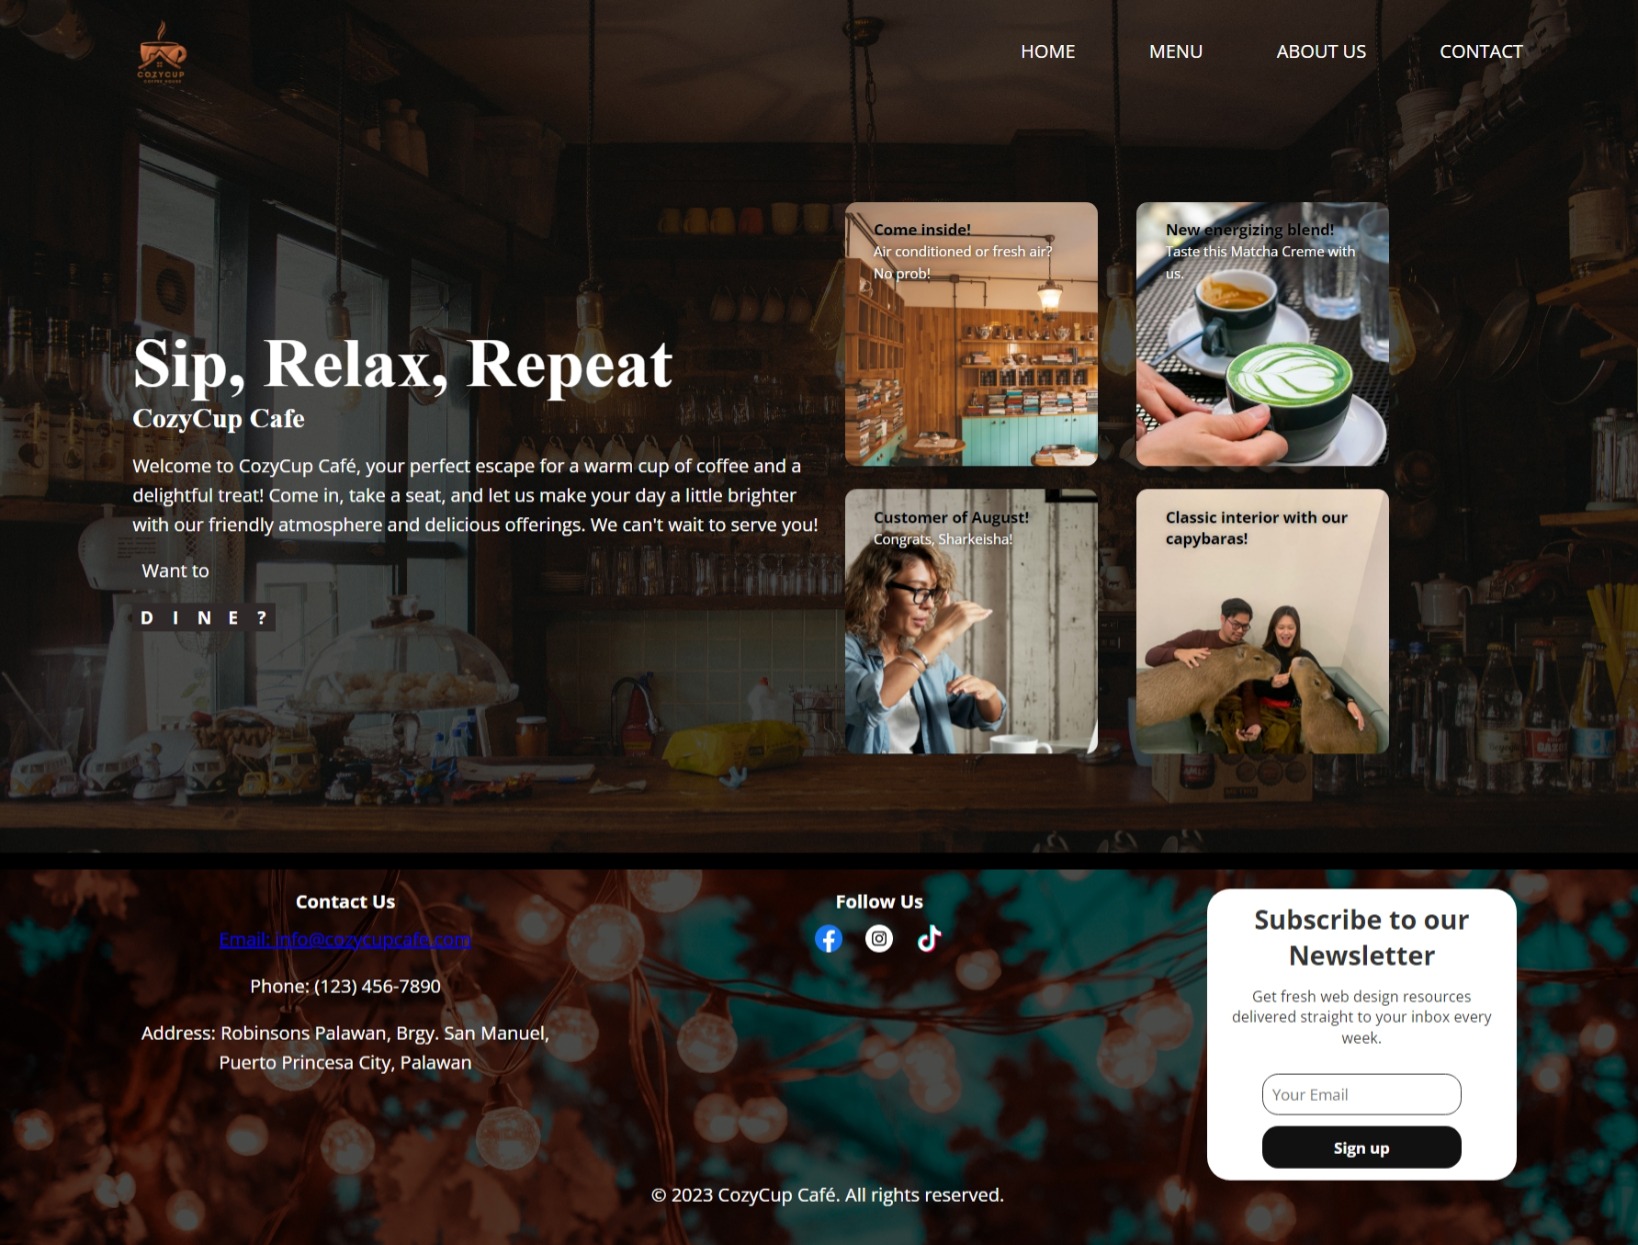 COZYCUP
COFFEE HOUSE
HOME
MENU
ABOUT US
CONTACT
Sip, Relax, Repeat
CozyCup Cafe
Welcome to CozyCup Café, your perfect escape for a warm cup of coffee and a
delightful treat! Come in, take a seat, and let us make your day a little brighter
with our friendly atmosphere and delicious offerings. We can't wait to serve you!
Want to
D I N E ?
Come inside!
Air conditioned or fresh air?
No prob!
New energizing blend!
Taste this Matcha Creme with
us.
Customer of August!
Congrats, Sharkeisha!
Classic interior with our
capybaras!
Contact Us
Email: info@cozycupcafe.com
Phone: (123) 456-7890
Address: Robinsons Palawan, Brgy. San Manuel,
Puerto Princesa City, Palawan
Follow Us
Subscribe to our
Newsletter
Get fresh web design resources
delivered straight to your inbox every
week.
Your Email
Sign up
© 2023 CozyCup Café. All rights reserved.